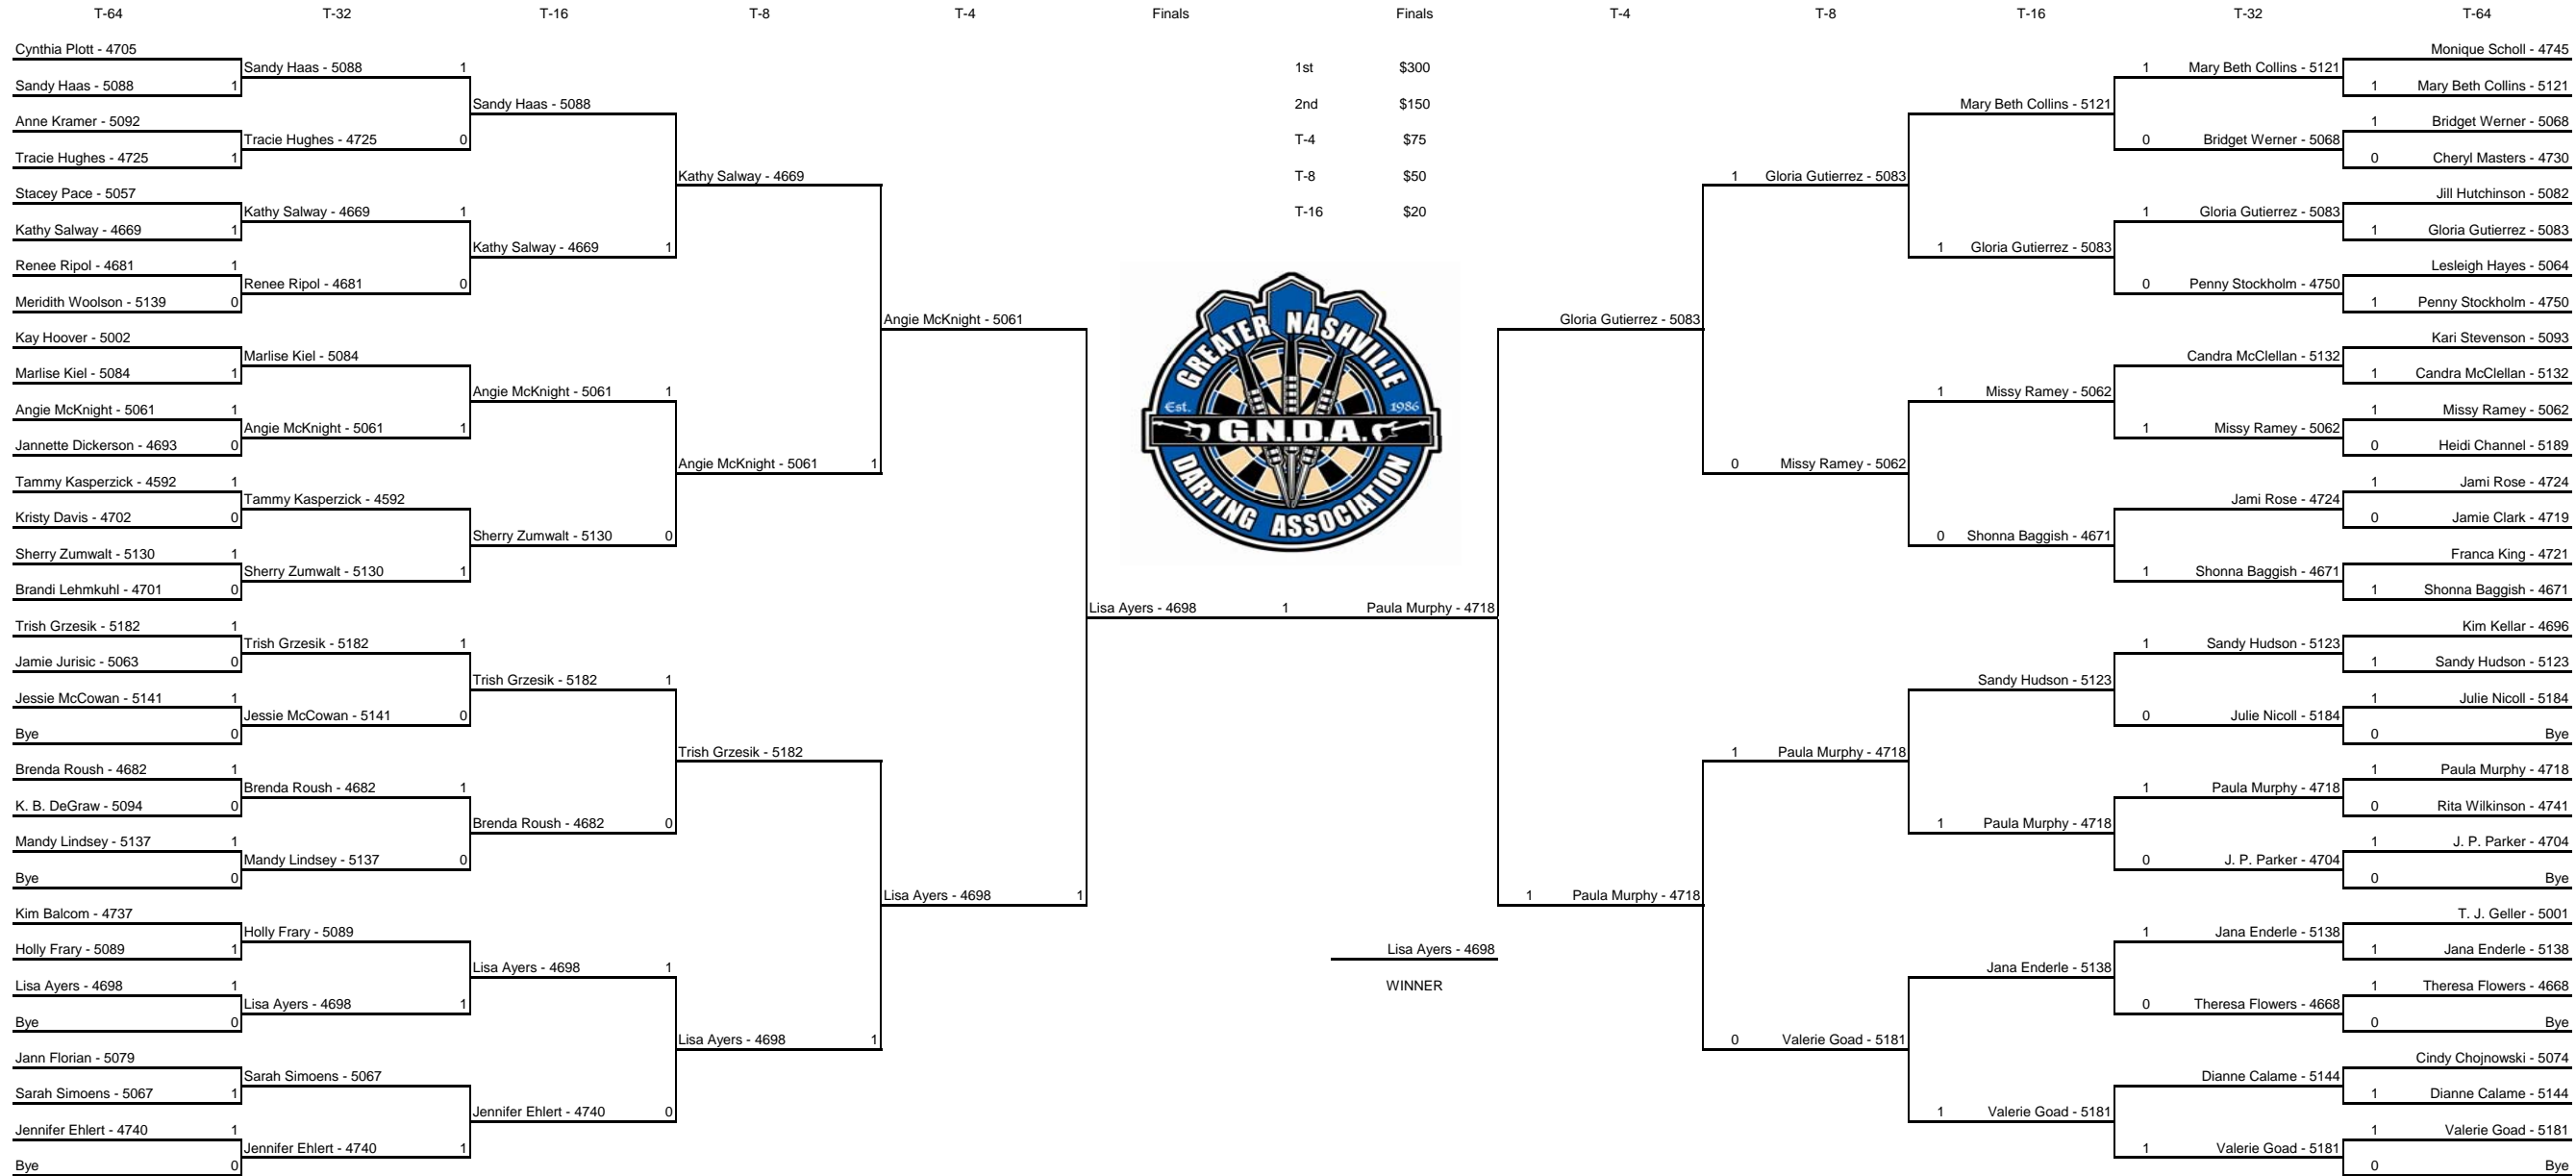 T-64 T-32 T-16 T-8 T-4 Finals Finals T-4 T-8 T-16 T-32 T-64
Cynthia Plott - 4705
Sandy Haas - 5088 1
Anne Kramer - 5092
Tracie Hughes - 4725 1
Stacey Pace - 5057
Kathy Salway - 4669 1
Renee Ripol - 4681 1
Meridith Woolson - 5139 0
Kay Hoover - 5002
Marlise Kiel - 5084 1
Angie McKnight - 5061 1
Jannette Dickerson - 4693 0
Tammy Kasperzick - 4592 1
Kristy Davis - 4702 0
Sherry Zumwalt - 5130 1
Brandi Lehmkuhl - 4701 0
Trish Grzesik - 5182 1
Jamie Jurisic - 5063 0
Jessie McCowan - 5141 1
Bye 0
Brenda Roush - 4682 1
K. B. DeGraw - 5094 0
Mandy Lindsey - 5137 1
Bye 0
Kim Balcom - 4737
Holly Frary - 5089 1
Lisa Ayers - 4698 1
Bye 0
Jann Florian - 5079
Sarah Simoens - 5067 1
Jennifer Ehlert - 4740 1
Bye 0
Sandy Haas - 5088 1
Tracie Hughes - 4725 0
Kathy Salway - 4669 1
Renee Ripol - 4681 0
Marlise Kiel - 5084
Angie McKnight - 5061 1
Tammy Kasperzick - 4592
Sherry Zumwalt - 5130 1
Trish Grzesik - 5182 1
Jessie McCowan - 5141 0
Brenda Roush - 4682 1
Mandy Lindsey - 5137 0
Holly Frary - 5089
Lisa Ayers - 4698 1
Sarah Simoens - 5067
Jennifer Ehlert - 4740 1
Sandy Haas - 5088
Kathy Salway - 4669 1
Angie McKnight - 5061 1
Sherry Zumwalt - 5130 0
Trish Grzesik - 5182 1
Brenda Roush - 4682 0
Lisa Ayers - 4698 1
Jennifer Ehlert - 4740 0
Kathy Salway - 4669
Angie McKnight - 5061 1
Trish Grzesik - 5182
Lisa Ayers - 4698 1
Angie McKnight - 5061
Lisa Ayers - 4698 1
Lisa Ayers - 4698 1
1st $300
2nd $150
T-4 $75
T-8 $50
T-16 $20
GREATER NASHVILLE
Est. 1986
G.N.D.A.
DARTING ASSOCIATION
Paula Murphy - 4718
Lisa Ayers - 4698
WINNER
Gloria Gutierrez - 5083
1 Paula Murphy - 4718
1 Gloria Gutierrez - 5083
0 Missy Ramey - 5062
1 Paula Murphy - 4718
0 Valerie Goad - 5181
Mary Beth Collins - 5121
1 Gloria Gutierrez - 5083
1 Missy Ramey - 5062
0 Shonna Baggish - 4671
Sandy Hudson - 5123
1 Paula Murphy - 4718
Jana Enderle - 5138
1 Valerie Goad - 5181
1 Mary Beth Collins - 5121
0 Bridget Werner - 5068
1 Gloria Gutierrez - 5083
0 Penny Stockholm - 4750
Candra McClellan - 5132
1 Missy Ramey - 5062
Jami Rose - 4724
1 Shonna Baggish - 4671
1 Sandy Hudson - 5123
0 Julie Nicoll - 5184
1 Paula Murphy - 4718
0 J. P. Parker - 4704
1 Jana Enderle - 5138
0 Theresa Flowers - 4668
Dianne Calame - 5144
1 Valerie Goad - 5181
Monique Scholl - 4745
1 Mary Beth Collins - 5121
1 Bridget Werner - 5068
0 Cheryl Masters - 4730
Jill Hutchinson - 5082
1 Gloria Gutierrez - 5083
Lesleigh Hayes - 5064
1 Penny Stockholm - 4750
Kari Stevenson - 5093
1 Candra McClellan - 5132
1 Missy Ramey - 5062
0 Heidi Channel - 5189
1 Jami Rose - 4724
0 Jamie Clark - 4719
Franca King - 4721
1 Shonna Baggish - 4671
Kim Kellar - 4696
1 Sandy Hudson - 5123
1 Julie Nicoll - 5184
0 Bye
1 Paula Murphy - 4718
0 Rita Wilkinson - 4741
1 J. P. Parker - 4704
0 Bye
T. J. Geller - 5001
1 Jana Enderle - 5138
1 Theresa Flowers - 4668
0 Bye
Cindy Chojnowski - 5074
1 Dianne Calame - 5144
1 Valerie Goad - 5181
0 Bye